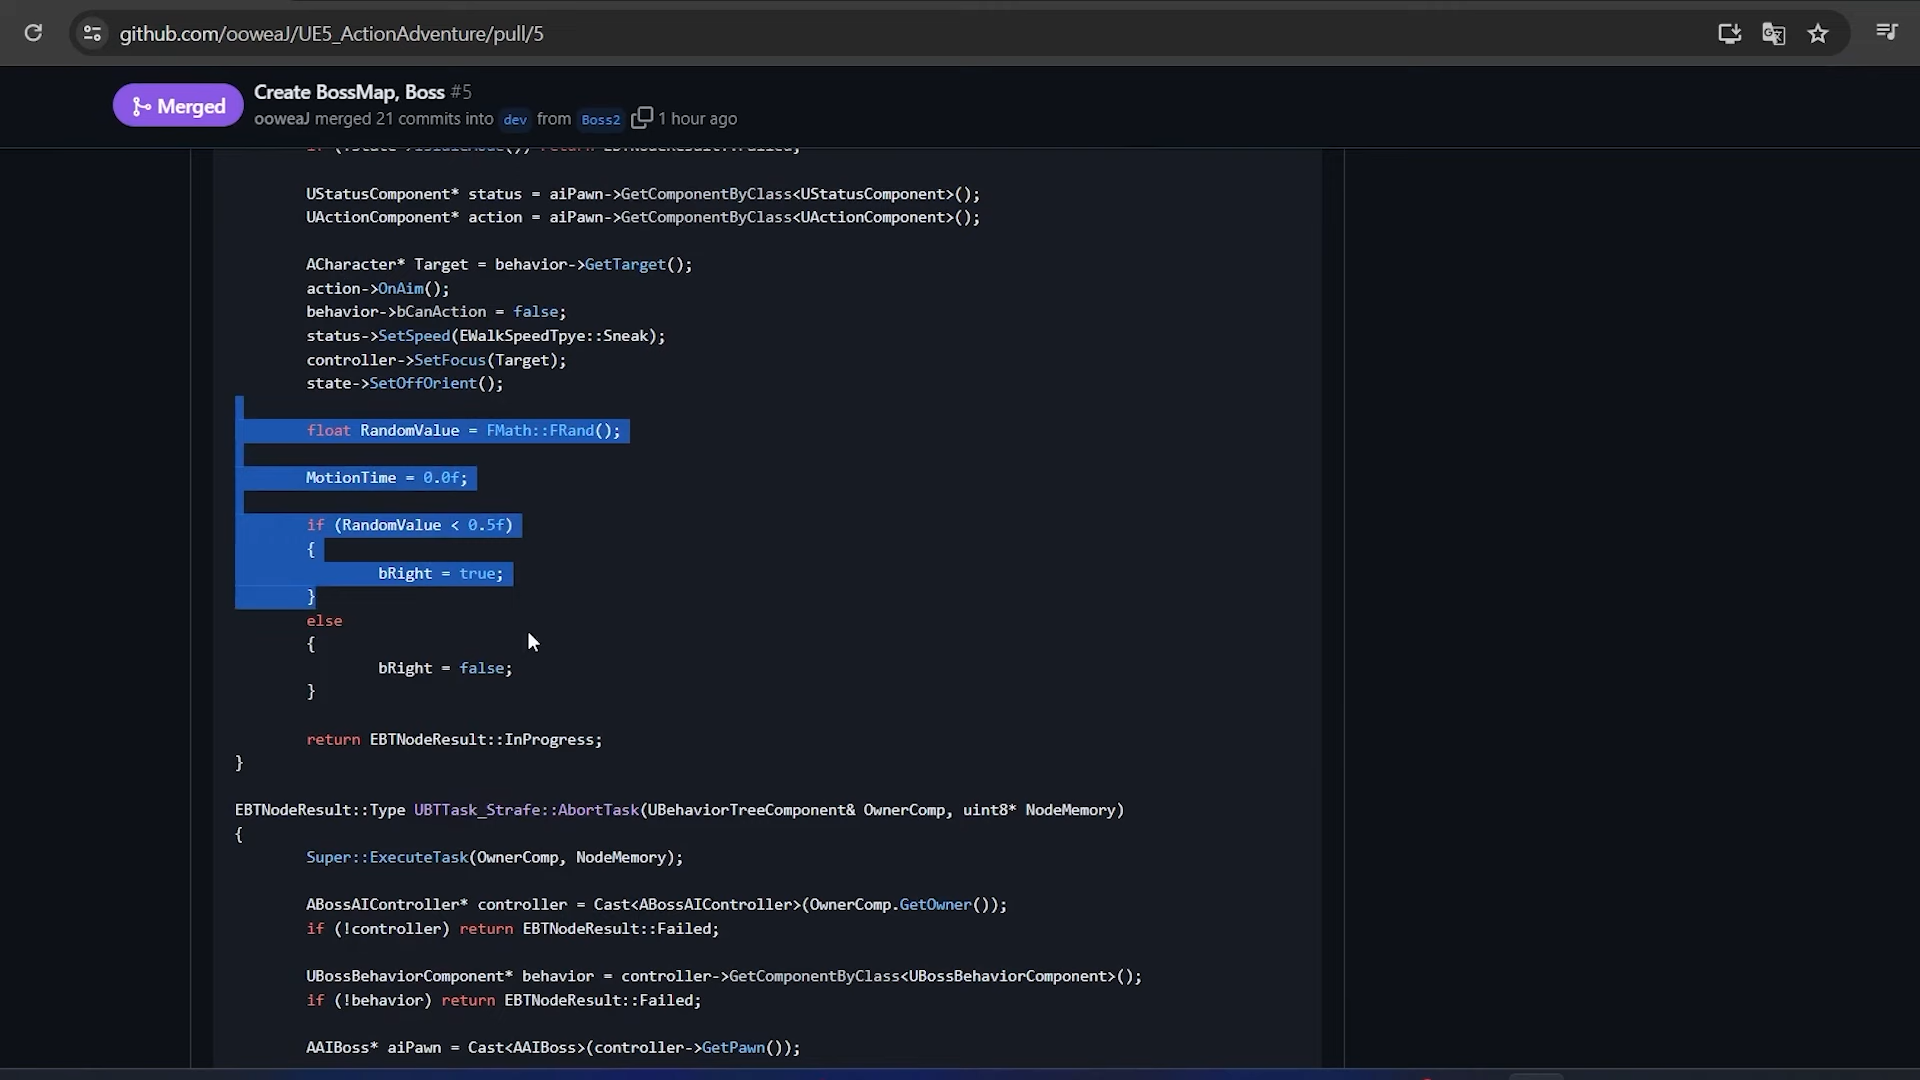 github.com/ooweaJ/UE5_ActionAdventure/pull/5
Merged
Create BossMap, Boss #5
ooweaJ merged 21 commits into dev from Boss2 1 hour ago
UStatusComponent* status = aiPawn->GetComponentByClass<UStatusComponent>();
UActionComponent* action = aiPawn->GetComponentByClass<UActionComponent>();
ACharacter* Target = behavior->GetTarget();
action->OnAim();
behavior->bCanAction = false;
status->SetSpeed(EWalkSpeedTpye::Sneak);
controller->SetFocus(Target);
state->SetOffOrient();
float RandomValue = FMath::FRand();
MotionTime = 0.0f;
if (RandomValue < 0.5f)
{
bRight = true;
}
else
{
bRight = false;
}
return EBTNodeResult::InProgress;
}
EBTNodeResult::Type UBTTask_Strafe::AbortTask(UBehaviorTreeComponent& OwnerComp, uint8* NodeMemory)
{
Super::ExecuteTask(OwnerComp, NodeMemory);
ABossAIController* controller = Cast<ABossAIController>(OwnerComp.GetOwner());
if (!controller) return EBTNodeResult::Failed;
UBossBehaviorComponent* behavior = controller->GetComponentByClass<UBossBehaviorComponent>();
if (!behavior) return EBTNodeResult::Failed;
AAIBoss* aiPawn = Cast<AAIBoss>(controller->GetPawn());